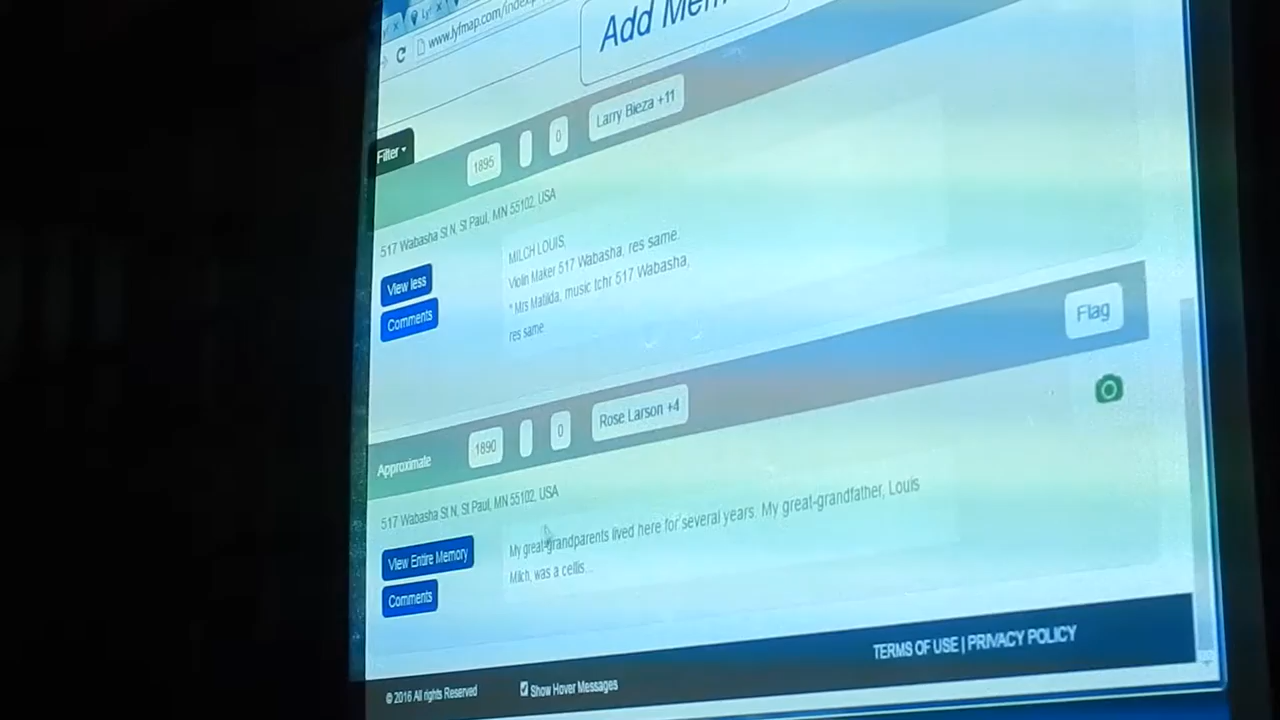 www.lyfmap.com/index
Add Mem
Filter
1895
0
Larry Bieza +11
517 Wabasha St N, St Paul, MN 55102, USA
View less
Comments
MILCH LOUIS,
Violin Maker 517 Wabasha, res same.
" Mrs Matilda, music tchr 517 Wabasha,
res same.
Flag
Approximate
1890
0
Rose Larson +4
517 Wabasha St N, St Paul, MN 55102, USA
View Entire Memory
Comments
My great-grandparents lived here for several years. My great-grandfather, Louis
Milch, was a cellis...
TERMS OF USE | PRIVACY POLICY
© 2016 All rights Reserved
Show Hover Messages